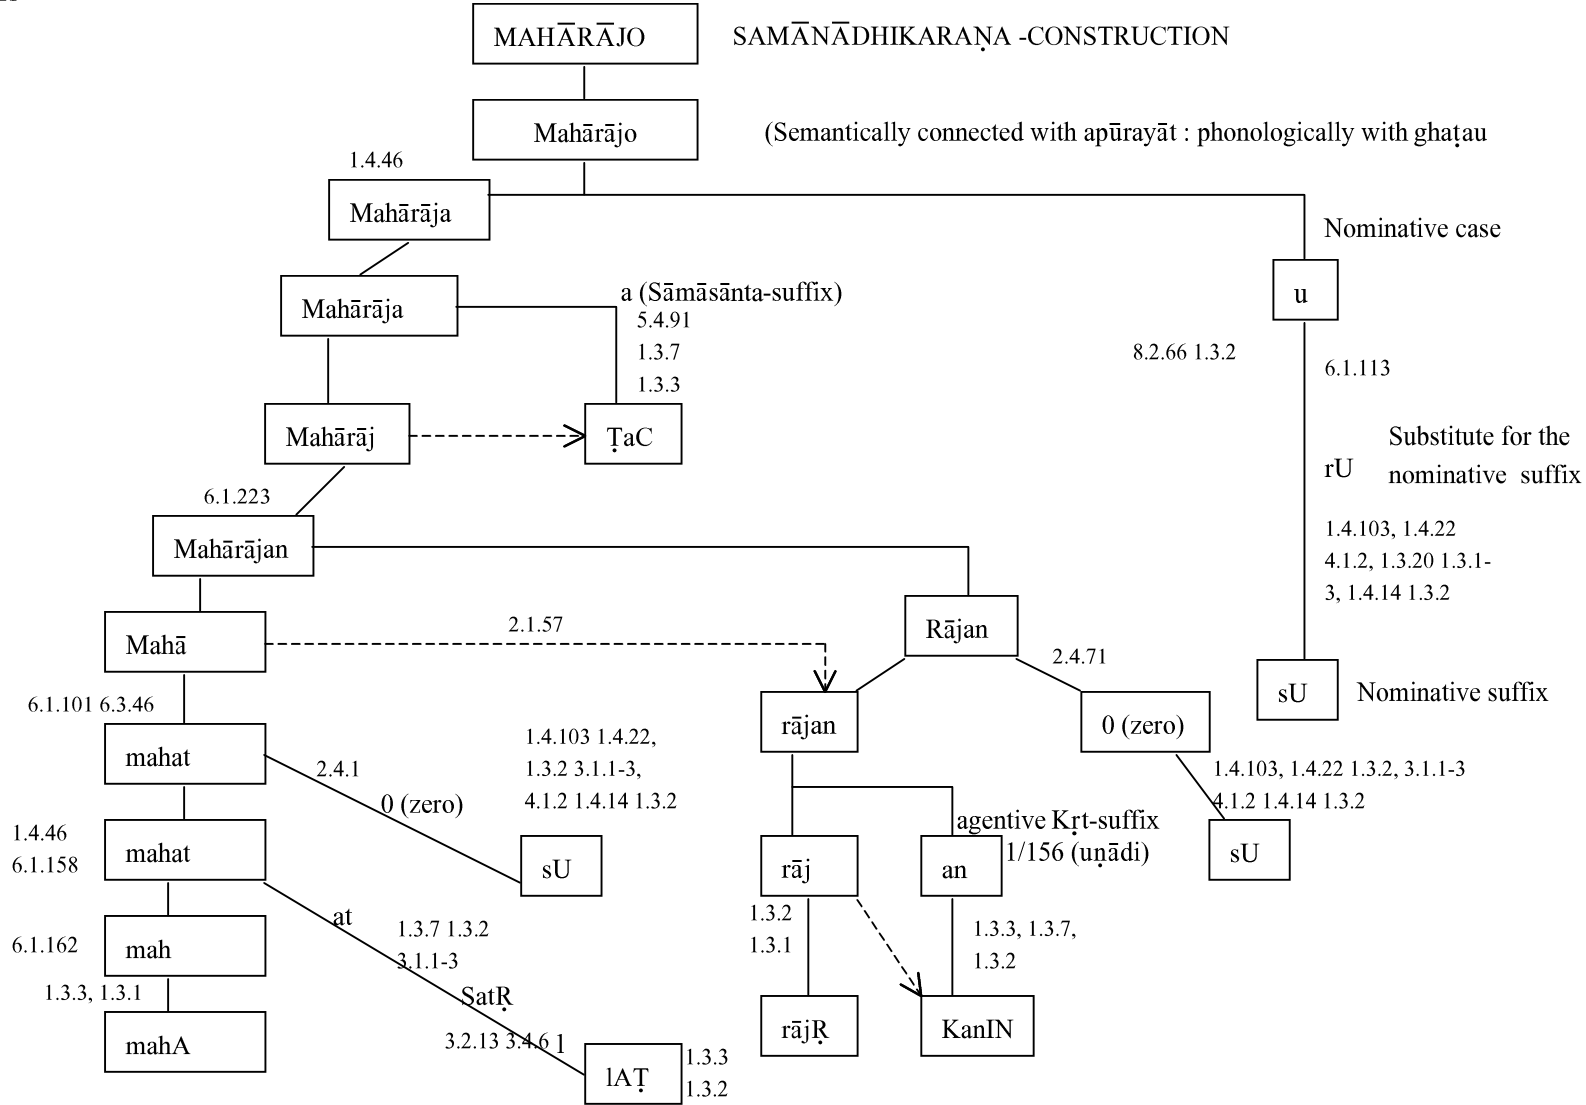 MAHĀRĀJO
SAMĀNĀDHIKARAṆA -CONSTRUCTION
Mahārājo
(Semantically connected with apūrayāt : phonologically with ghaṭau
1.4.46
Mahārāja
Nominative case
u
Mahārāja
a (Sāmāsānta-suffix)
5.4.91
1.3.7
1.3.3
8.2.66 1.3.2
6.1.113
Mahārāj
ṬaC
Substitute for the
rU
nominative suffix
6.1.223
Mahārājan
1.4.103, 1.4.22
4.1.2, 1.3.20 1.3.1-
3, 1.4.14 1.3.2
Mahā
2.1.57
Rājan
2.4.71
sU
Nominative suffix
6.1.101 6.3.46
rājan
0 (zero)
mahat
2.4.1
0 (zero)
1.4.103 1.4.22,
1.3.2 3.1.1-3,
4.1.2 1.4.14 1.3.2
1.4.103, 1.4.22 1.3.2, 3.1.1-3
4.1.2 1.4.14 1.3.2
1.4.46
6.1.158
mahat
sU
rāj
an
agentive Kṛt-suffix
1/156 (uṇādi)
sU
at
1.3.7 1.3.2
3.1.1-3
1.3.2
1.3.1
1.3.3, 1.3.7,
1.3.2
6.1.162
mah
1.3.3, 1.3.1
SatṚ
mahA
3.2.13 3.4.6 l
rājṚ
KanIN
lAṬ
1.3.3
1.3.2